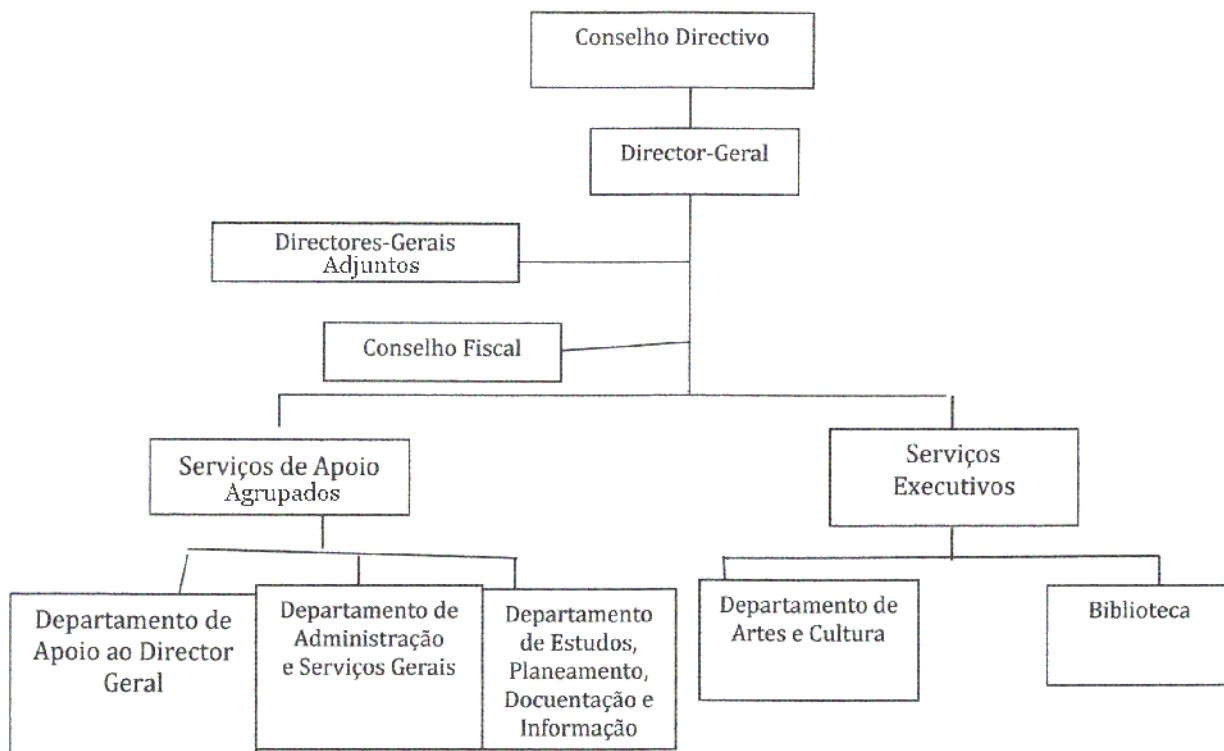 Conselho Directivo
Director-Geral
Directores-Gerais
Adjuntos
Conselho Fiscal
Serviços de Apoio
Agrupados
Serviços
Executivos
Departamento de
Apoio ao Director
Geral
Departamento de
Administração
e Serviços Gerais
Departamento
de Estudos,
Planeamento,
Docuentação e
Informação
Departamento de
Artes e Cultura
Biblioteca